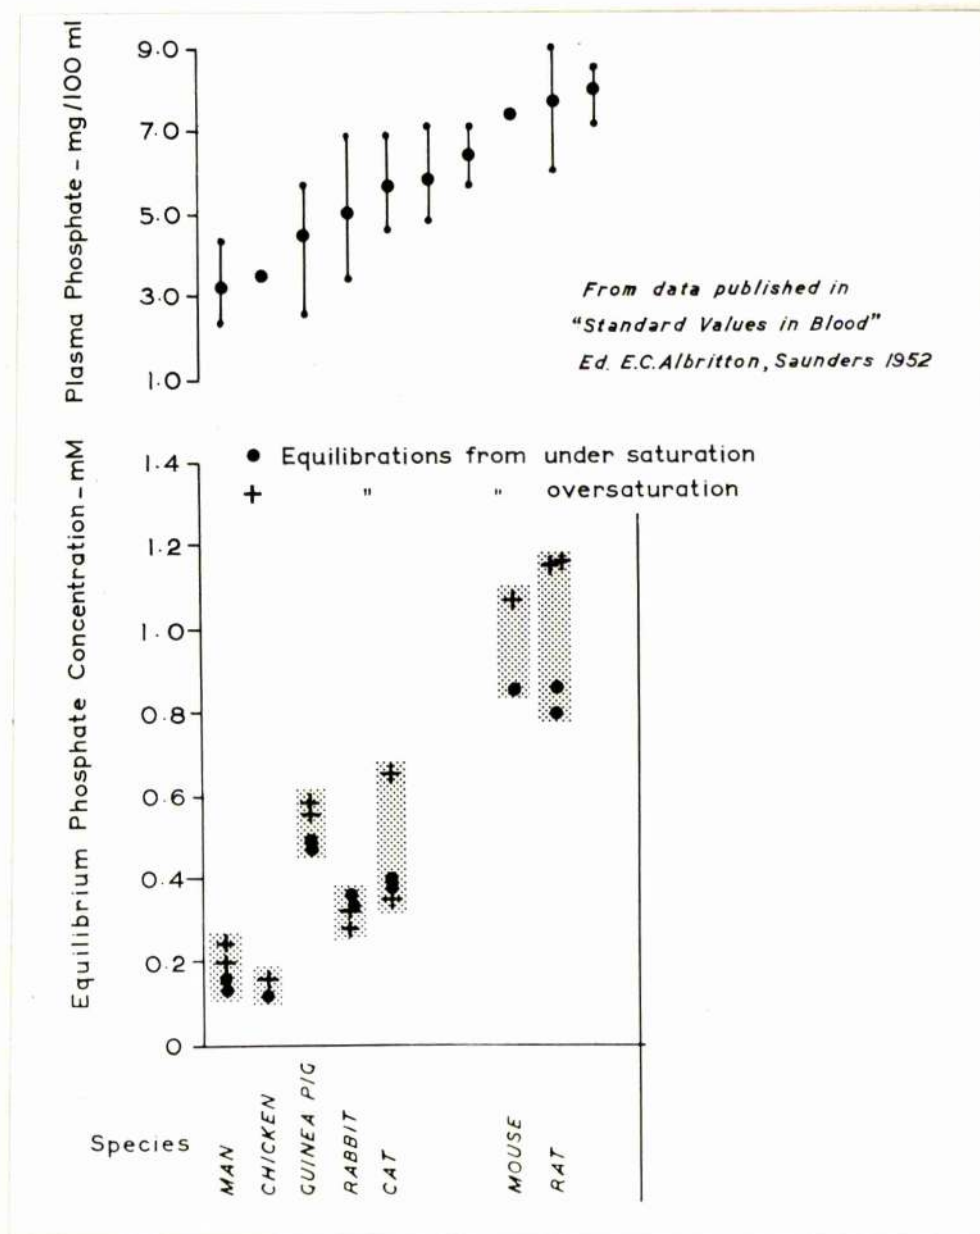 Plasma Phosphate – mg/100 ml
9.0
7.0
5.0
3.0
1.0
From data published in
"Standard Values in Blood"
Ed. E.C.Albritton, Saunders 1952
Equilibrium Phosphate Concentration – mM
● Equilibrations from under saturation
+ " " oversaturation
1.4
1.2
1.0
0.8
0.6
0.4
0.2
0
Species
MAN
CHICKEN
GUINEA PIG
RABBIT
CAT
MOUSE
RAT